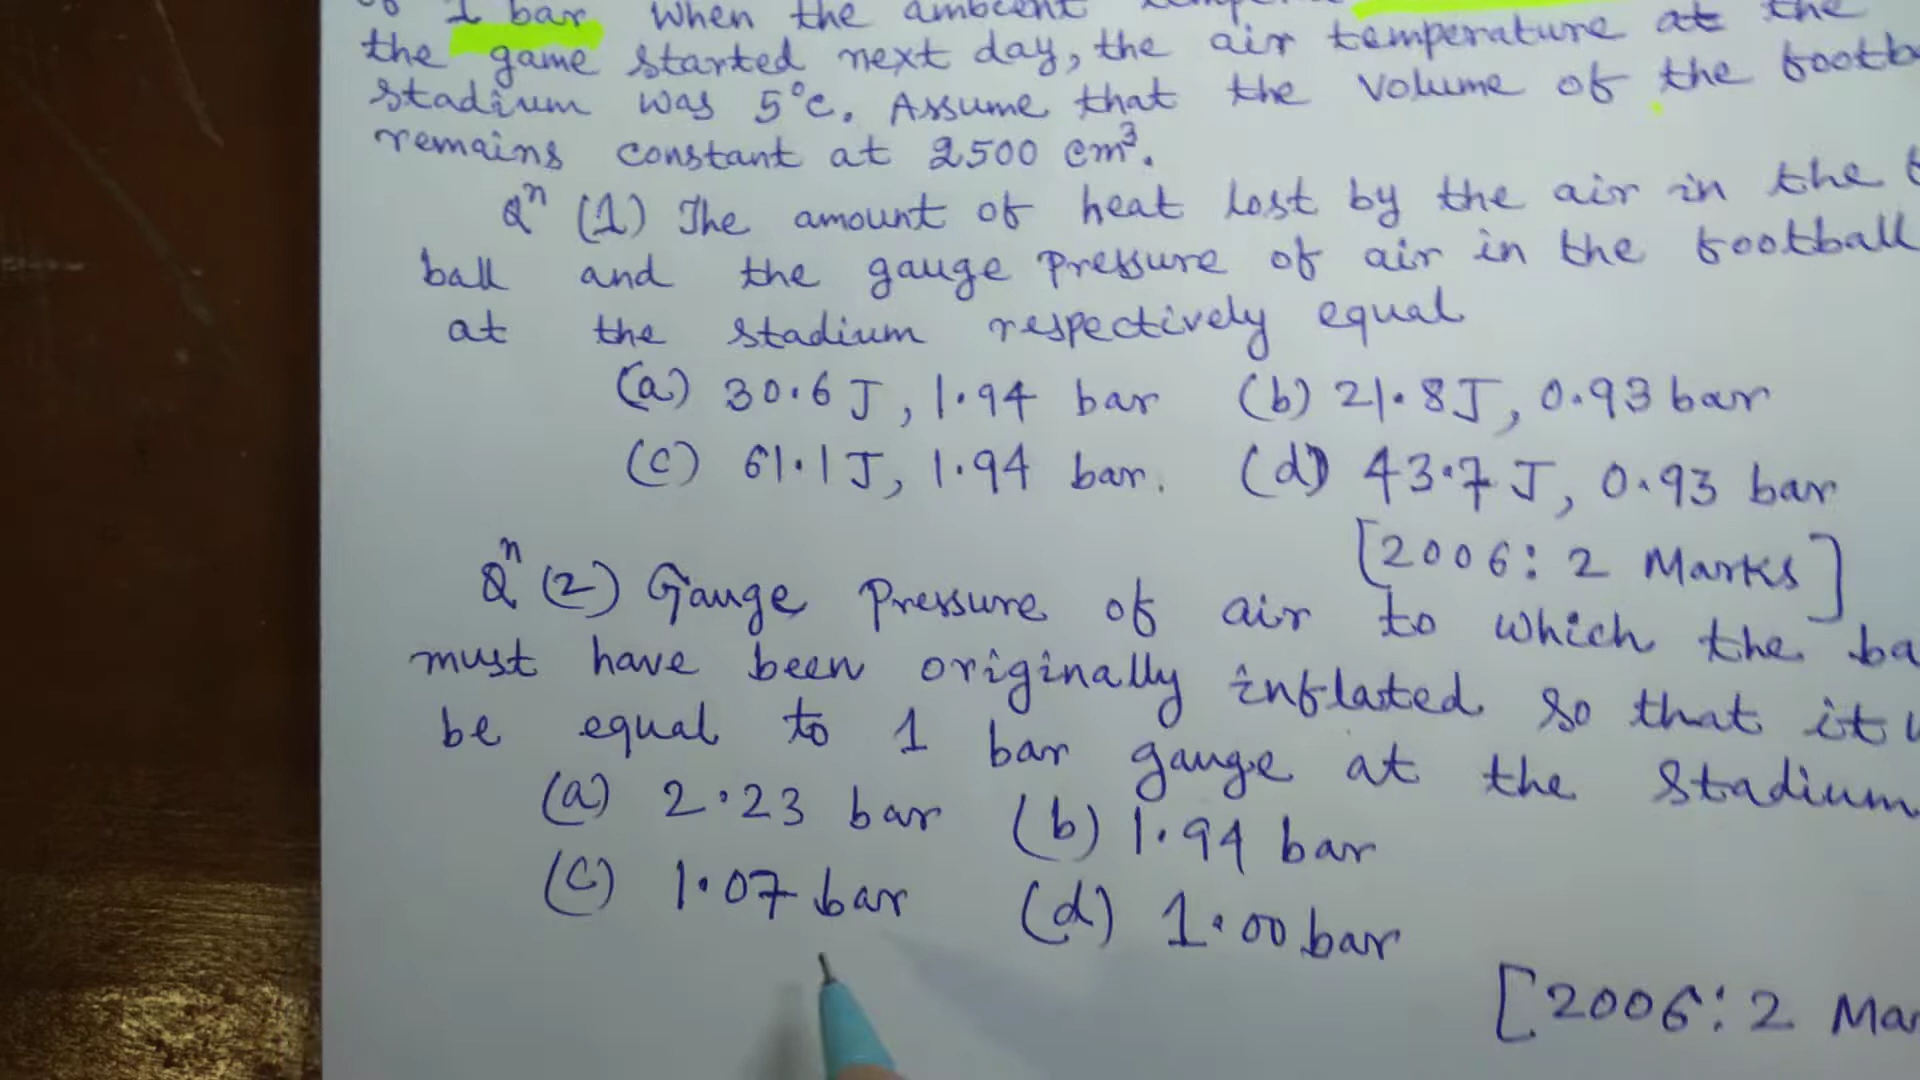 1 bar when the ambient
the game started next day, the air temperature at the
stadium was 5°c. Assume that the volume of the
remains constant at 2500 cm³.
Qⁿ (1) The amount of heat lost by the air in the
ball and the gauge pressure of air in the football
at the stadium respectively equal
(a) 30.6 J, 1.94 bar (b) 21.8 J, 0.93 bar
(c) 61.1 J, 1.94 bar. (d) 43.7 J, 0.93 bar
[2006: 2 Marks]
Qⁿ (2) Gauge pressure of air to which the
must have been originally inflated so that it
be equal to 1 bar gauge at the stadium
(a) 2.23 bar (b) 1.94 bar
(c) 1.07 bar (d) 1.00 bar
[2006: 2